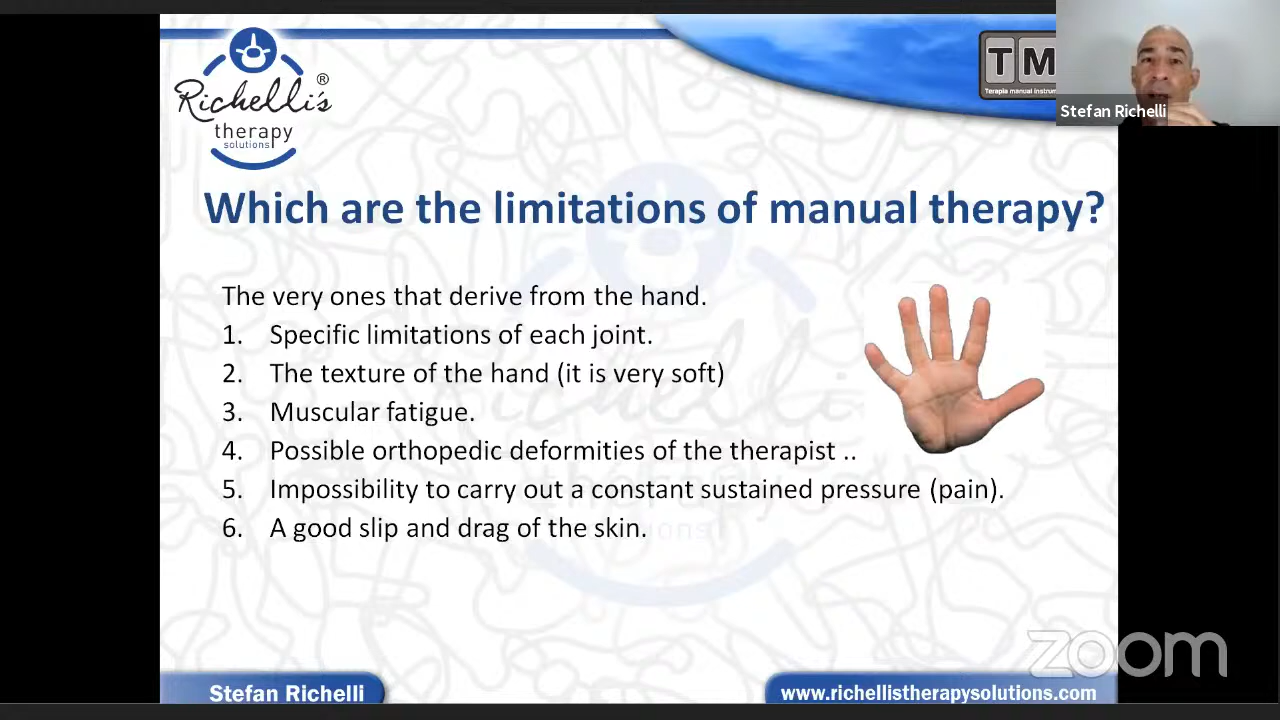 Richelli's ®
therapy
solutions
TM
Terapia manual instrum
Stefan Richelli
Which are the limitations of manual therapy?
The very ones that derive from the hand.
1. Specific limitations of each joint.
2. The texture of the hand (it is very soft)
3. Muscular fatigue.
4. Possible orthopedic deformities of the therapist ..
5. Impossibility to carry out a constant sustained pressure (pain).
6. A good slip and drag of the skin.
zoom
Stefan Richelli
www.richellistherapysolutions.com